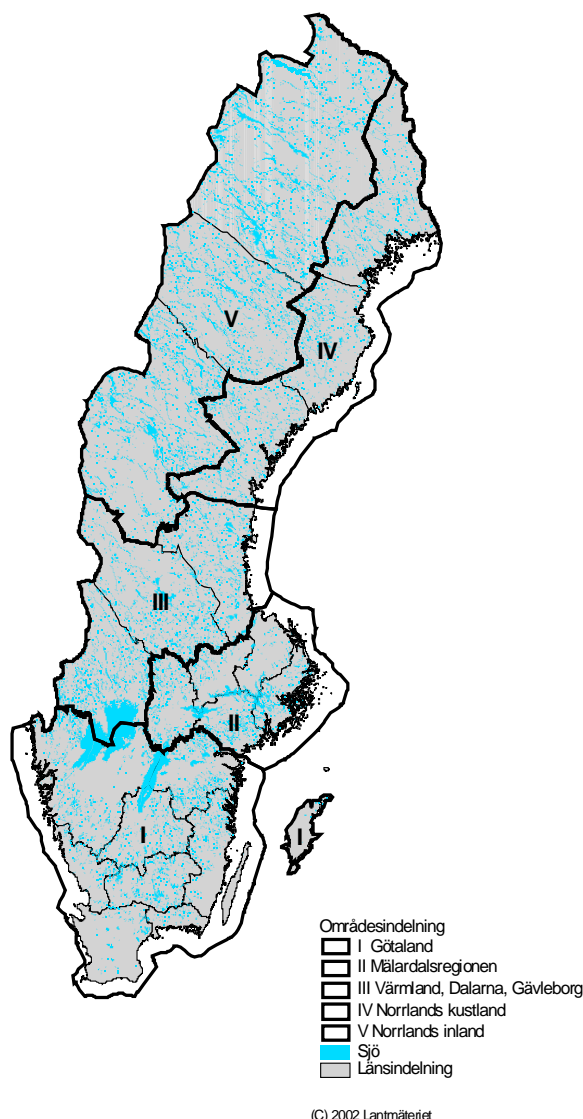 V
IV
III
II
I
I
Områdesindelning
I Götaland
II Mälardalsregionen
III Värmland, Dalarna, Gävleborg
IV Norrlands kustland
V Norrlands inland
Sjö
Länsindelning
(C) 2002 Lantmäteriet